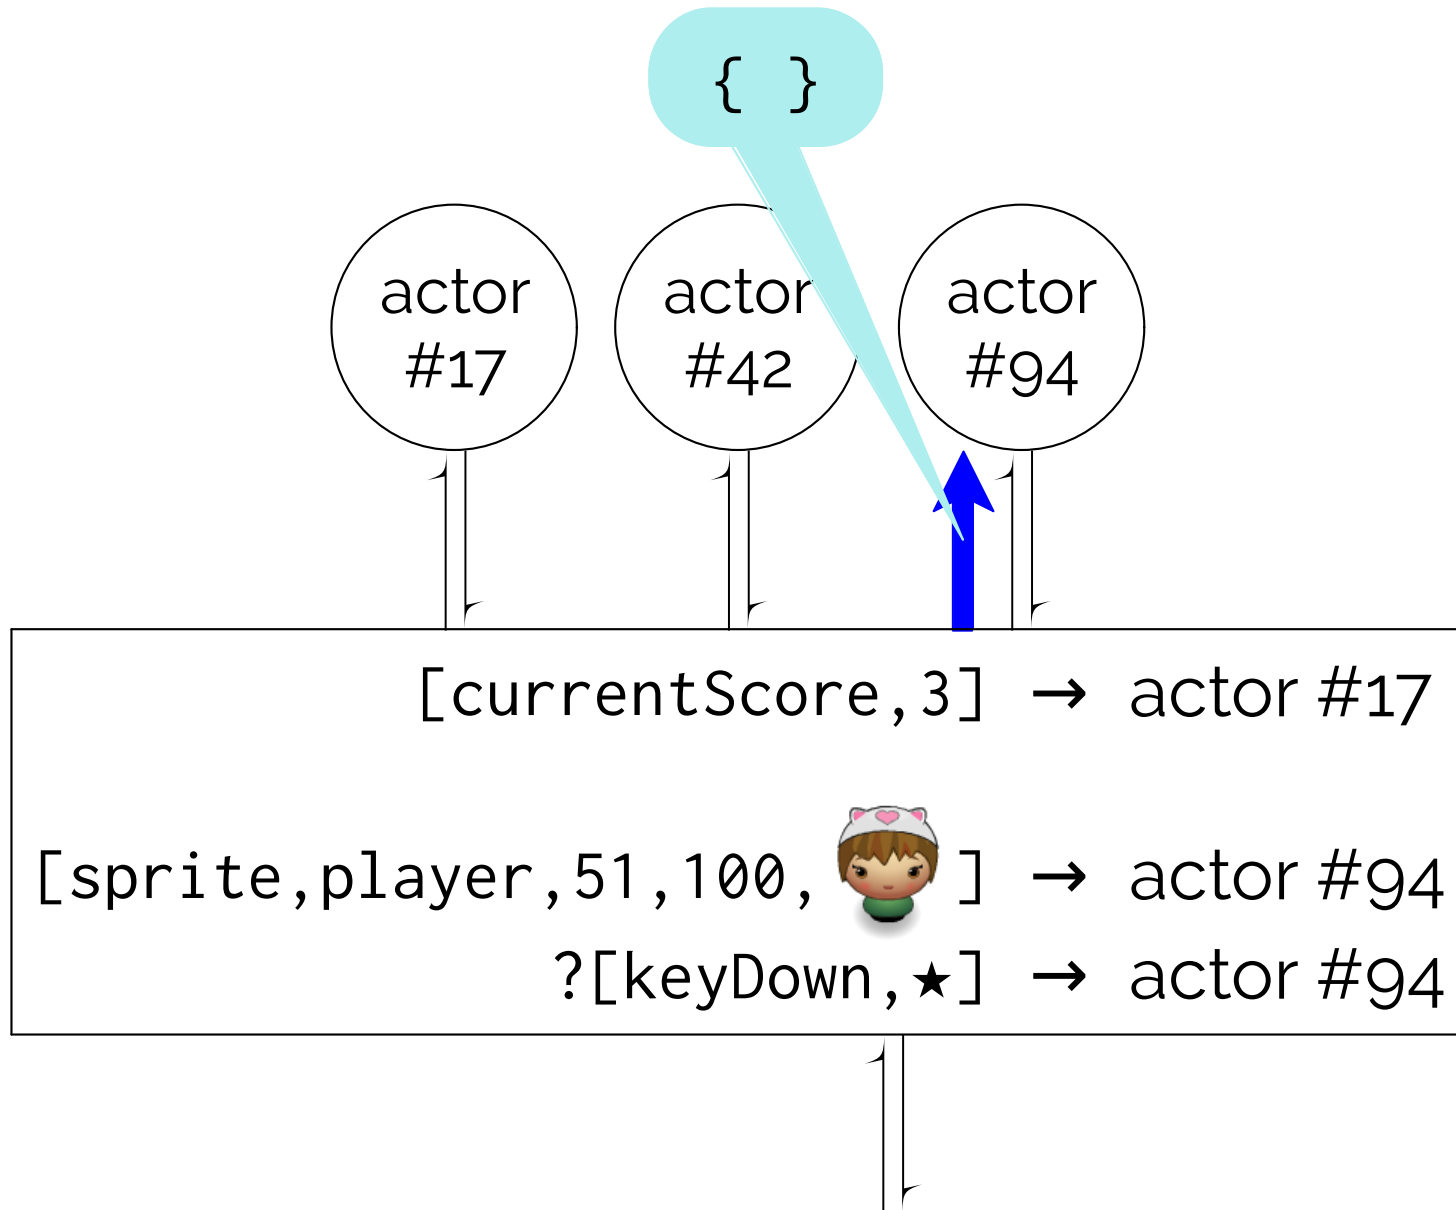 { }
actor #17
actor #42
actor #94
[currentScore,3] → actor #17
[sprite,player,51,100, ] → actor #94
?[keyDown,★] → actor #94